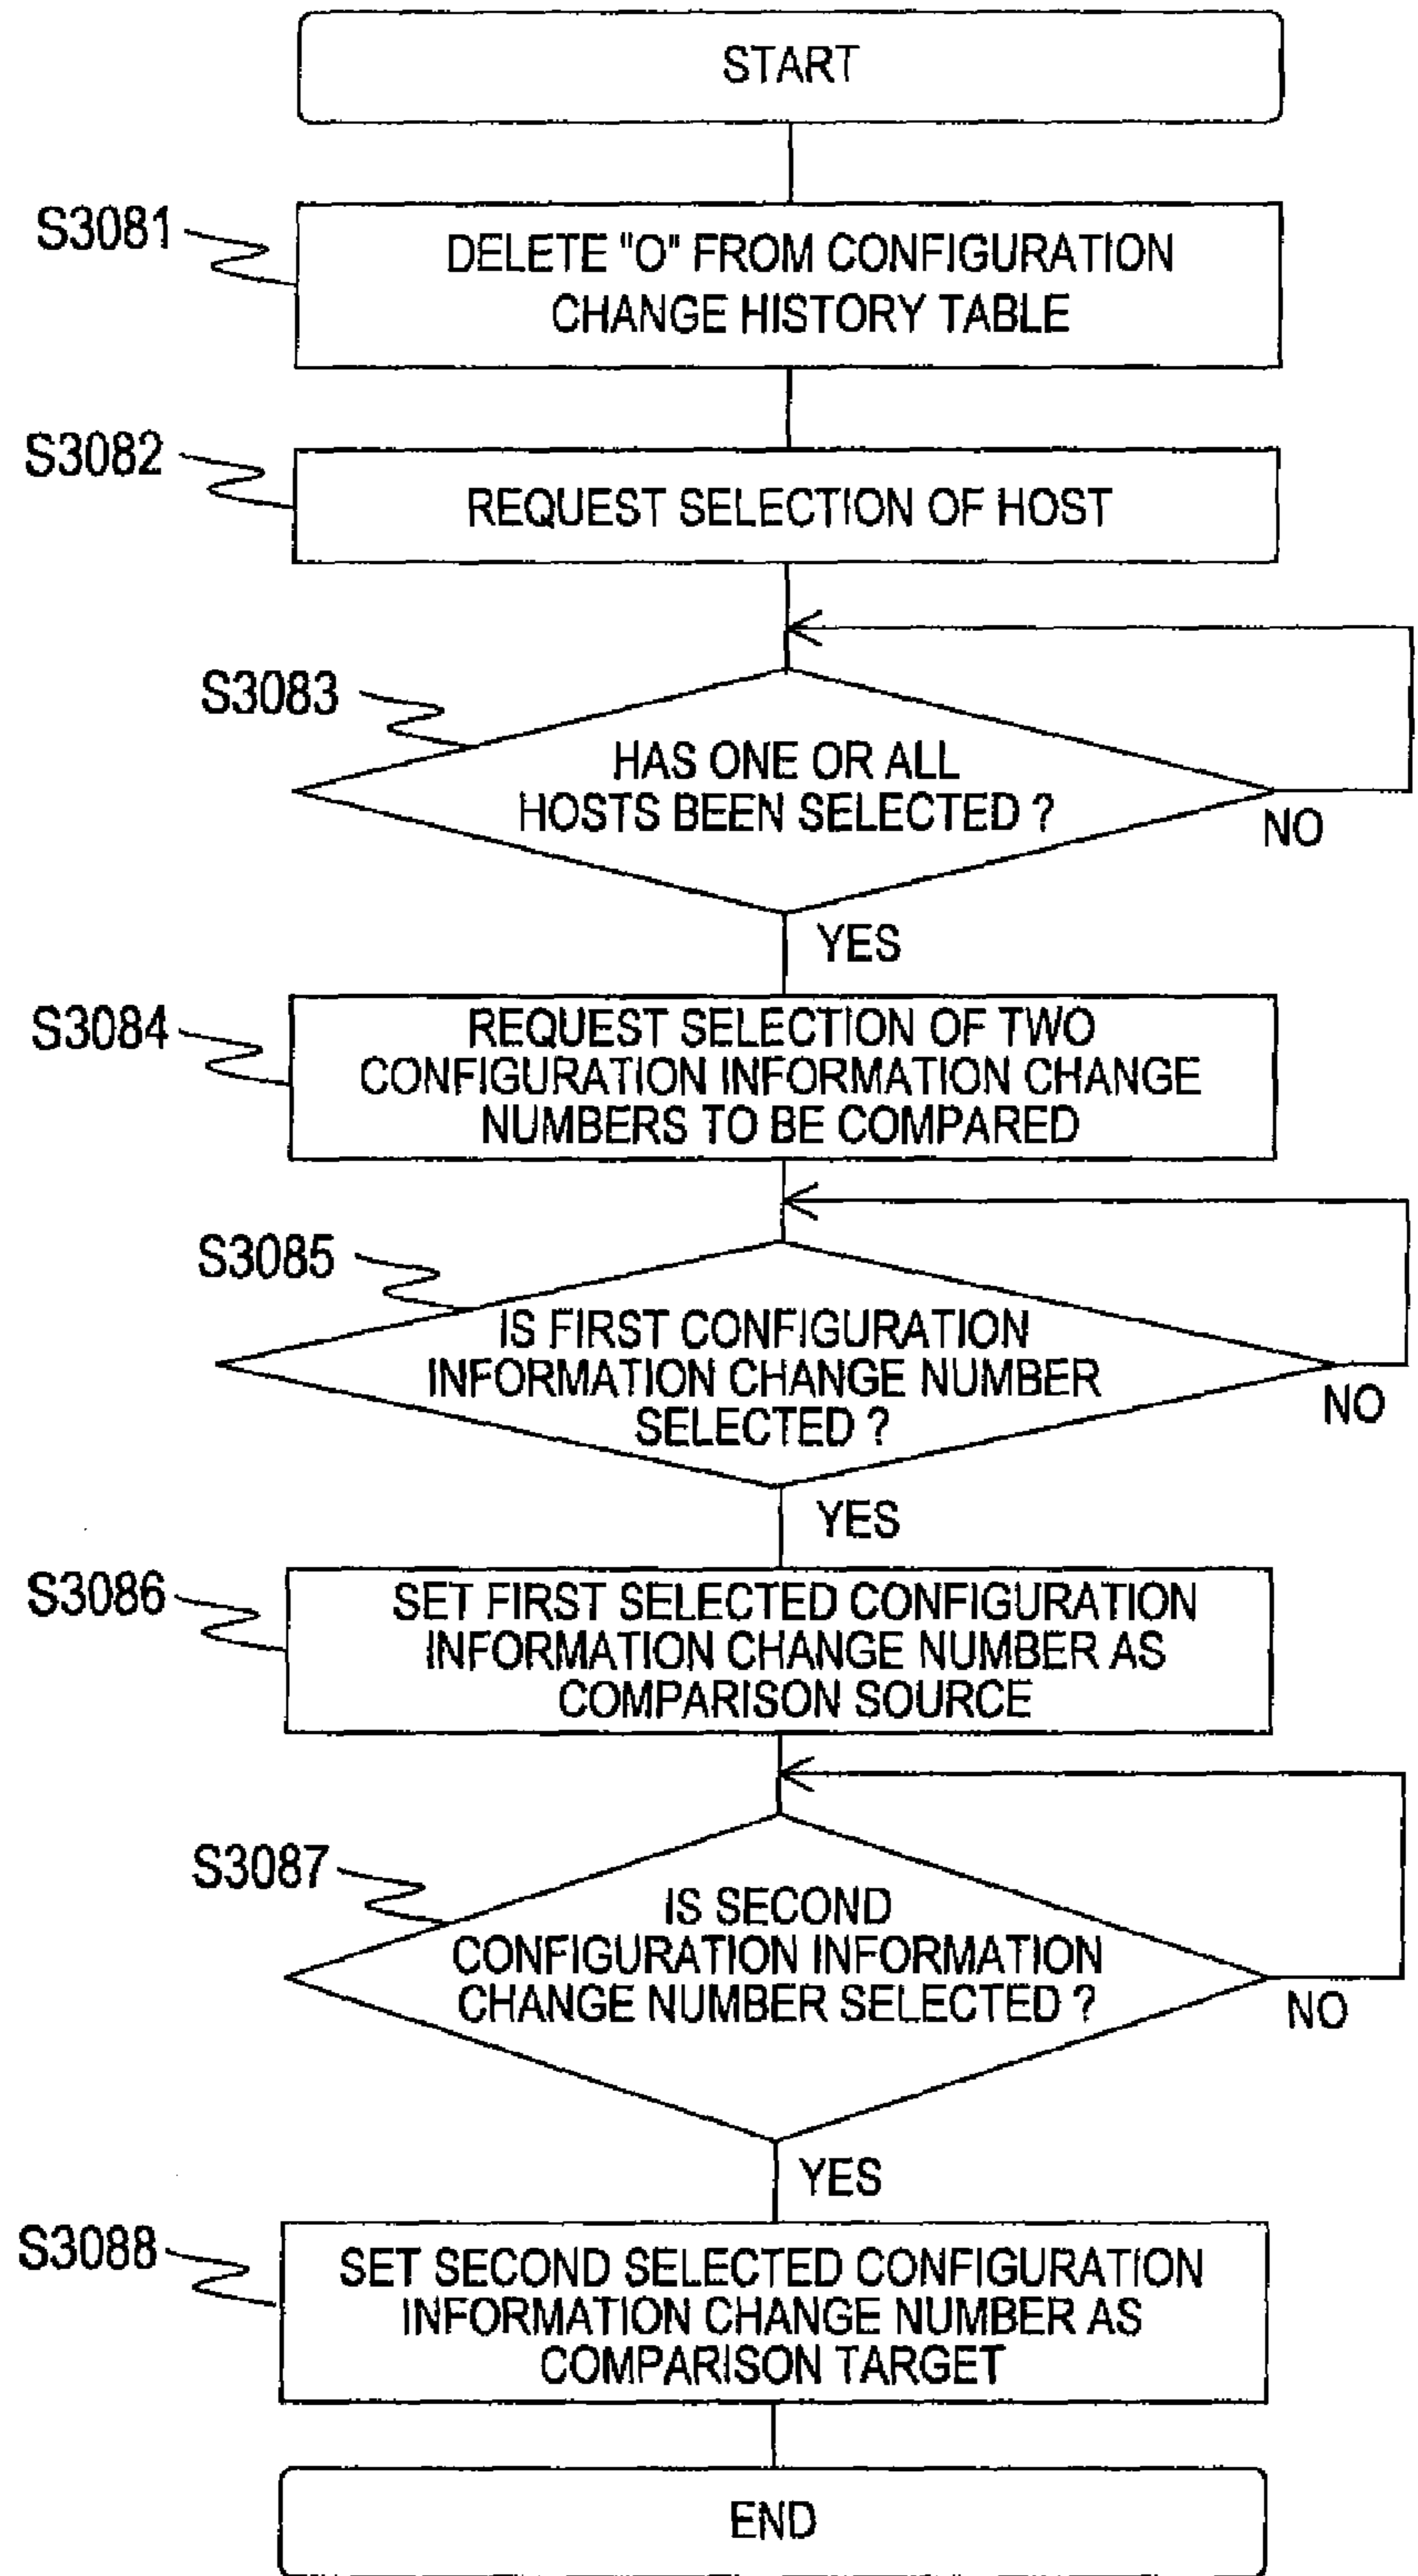 START
S3081
DELETE "O" FROM CONFIGURATION
CHANGE HISTORY TABLE
S3082
REQUEST SELECTION OF HOST
S3083
HAS ONE OR ALL
HOSTS BEEN SELECTED ?
NO
YES
S3084
REQUEST SELECTION OF TWO
CONFIGURATION INFORMATION CHANGE
NUMBERS TO BE COMPARED
S3085
IS FIRST CONFIGURATION
INFORMATION CHANGE NUMBER
SELECTED ?
NO
YES
S3086
SET FIRST SELECTED CONFIGURATION
INFORMATION CHANGE NUMBER AS
COMPARISON SOURCE
S3087
IS SECOND
CONFIGURATION INFORMATION
CHANGE NUMBER SELECTED ?
NO
YES
S3088
SET SECOND SELECTED CONFIGURATION
INFORMATION CHANGE NUMBER AS
COMPARISON TARGET
END